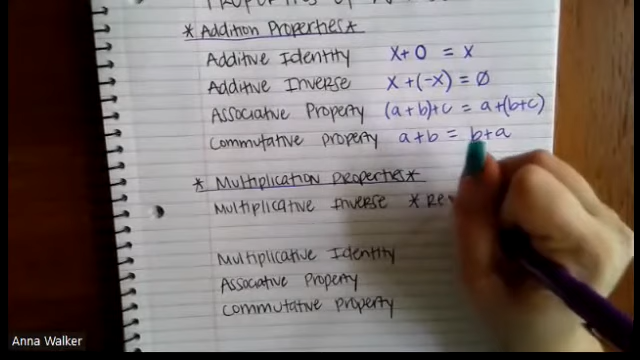 * Addition Properties *
Additive Identity x + 0 = x
Additive Inverse x + (-x) = 0
Associative Property (a+b)+c = a+(b+c)
Commutative Property a + b = b + a
* Multiplication Properties *
Multiplicative Inverse *
Multiplicative Identity
Associative Property
Commutative Property
Anna Walker